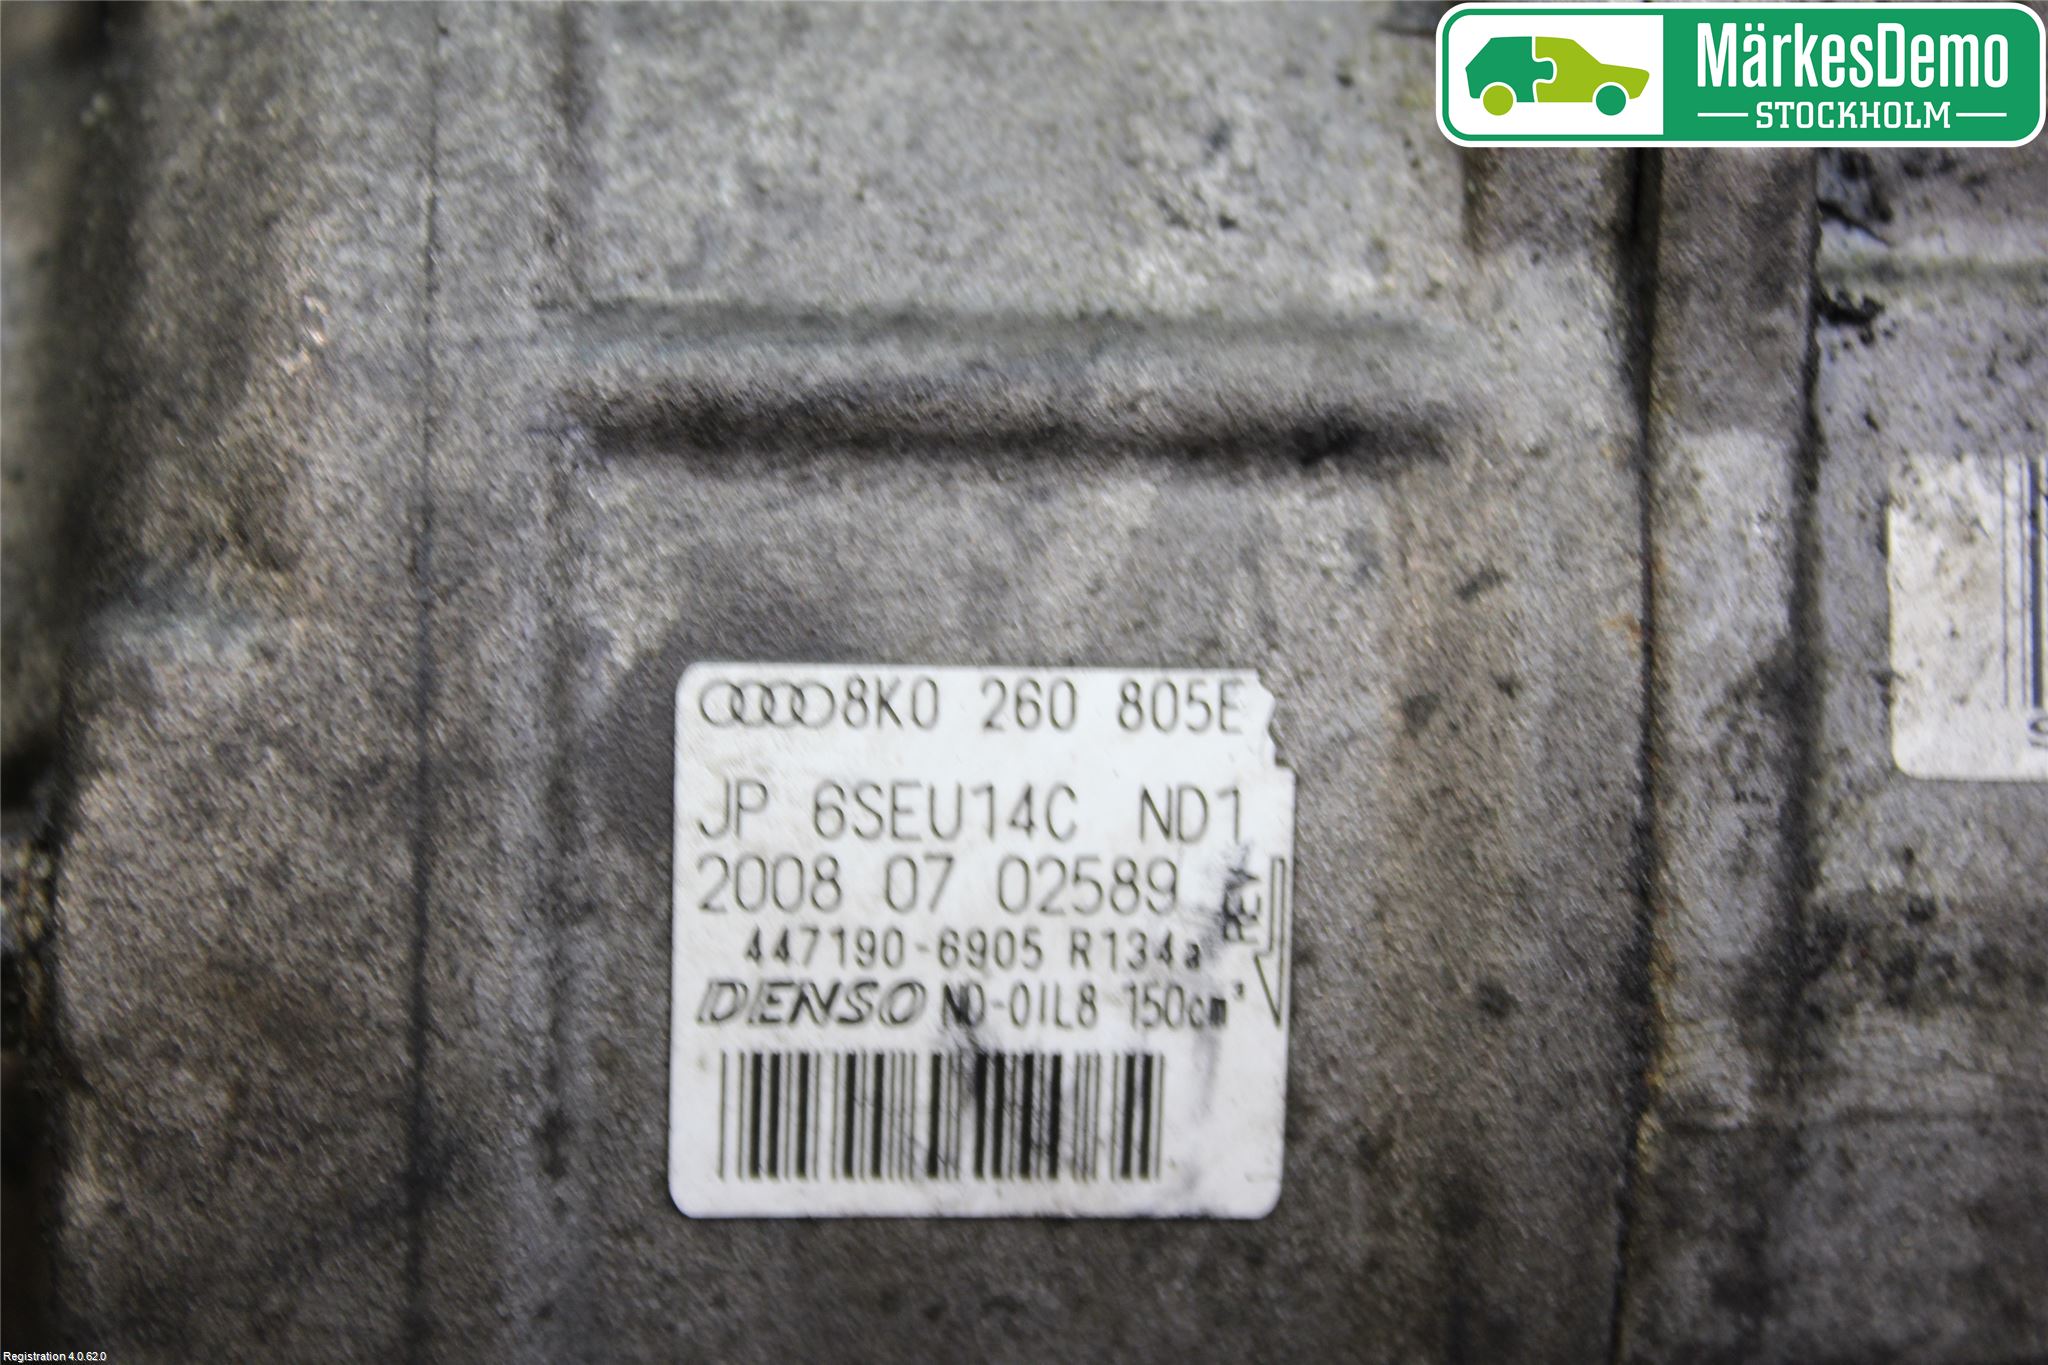 MärkesDemo
STOCKHOLM
8K0 260 805E
JP 6SEU14C ND1
2008 07 02589
447190-6905 R134a
REV
DENSO ND-OIL8 150cm³
Registration 4.0.62.0